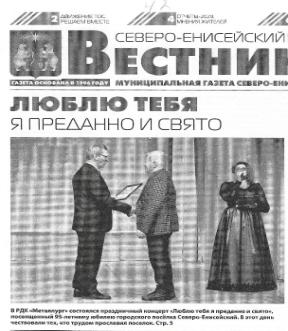 2
ДВИЖЕНИЕ ТОС:
РЕШАЕМ ВМЕСТЕ
4
ОТЧЕТЫ-2024:
МНЕНИЯ ЖИТЕЛЕЙ
СЕВЕРО-ЕНИСЕЙСКИЙ
ВЕСТНИК
ГАЗЕТА ОСНОВАНА В 1996 ГОДУ
МУНИЦИПАЛЬНАЯ ГАЗЕТА СЕВЕРО-ЕНИ
ЛЮБЛЮ ТЕБЯ
Я ПРЕДАННО И СВЯТО
В РДК «Металлург» состоялся праздничный концерт «Люблю тебя я преданно и свято»,
посвященный 95-летнему юбилею городского посёлка Северо-Енисейский. В этот день
чествовали тех, кто трудом прославил поселок. Стр. 5